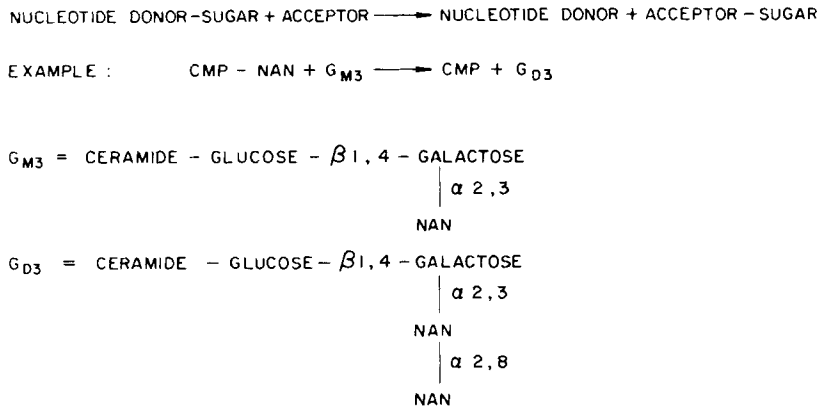 NUCLEOTIDE DONOR-SUGAR + ACCEPTOR ⟶ NUCLEOTIDE DONOR + ACCEPTOR - SUGAR
EXAMPLE : CMP - NAN + G_M3 ⟶ CMP + G_D3
G_M3 = CERAMIDE - GLUCOSE - β1,4 - GALACTOSE
α 2,3
NAN
G_D3 = CERAMIDE - GLUCOSE - β1,4 - GALACTOSE
α 2,3
NAN
α 2,8
NAN